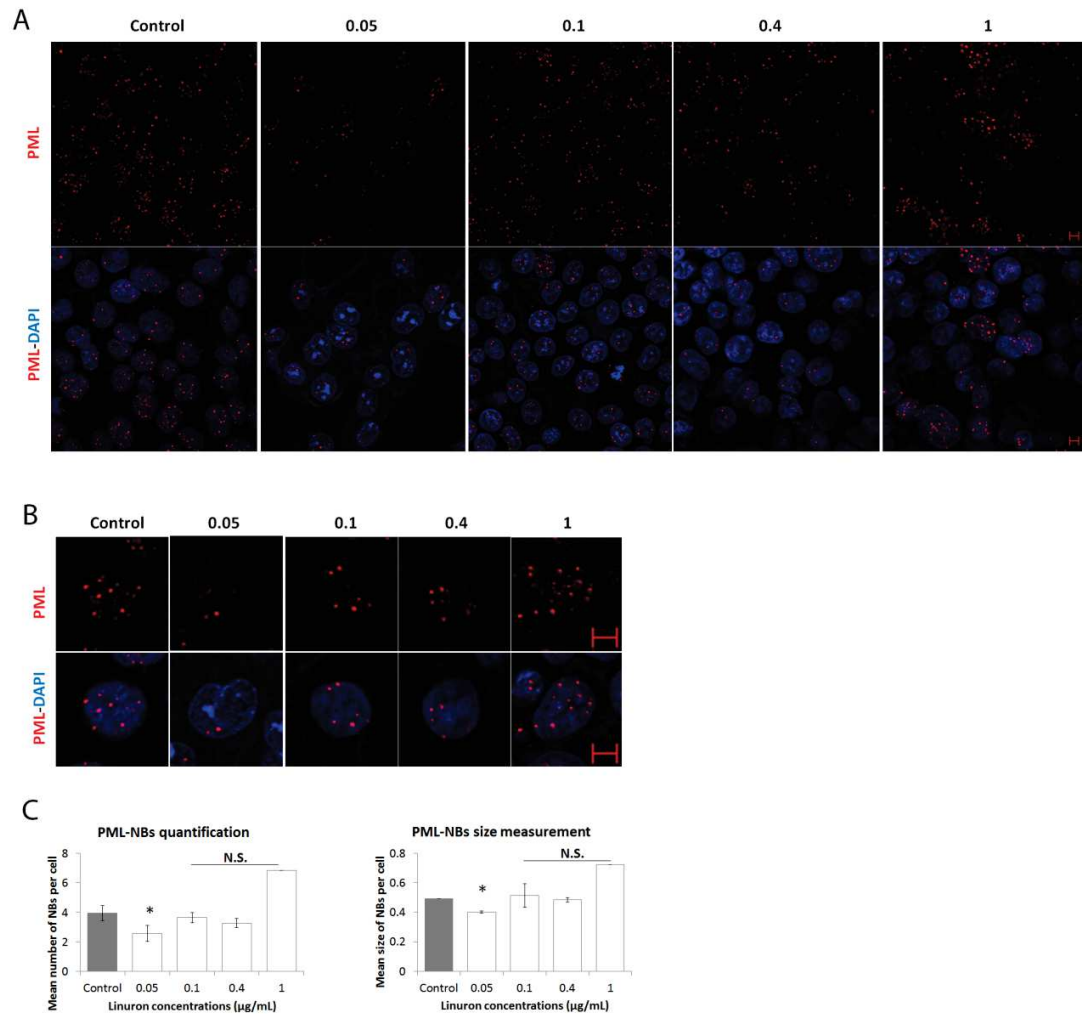 A
Control 0.05 0.1 0.4 1
PML
PML-DAPI
B
Control 0.05 0.1 0.4 1
PML
PML-DAPI
C
PML-NBs quantification
Mean number of NBs per cell
8
6
4
2
0
*
N.S.
Control 0.05 0.1 0.4 1
Linuron concentrations (µg/mL)
PML-NBs size measurement
Mean size of NBs per cell
0.8
0.6
0.4
0.2
0
*
N.S.
Control 0.05 0.1 0.4 1
Linuron concentrations (µg/mL)